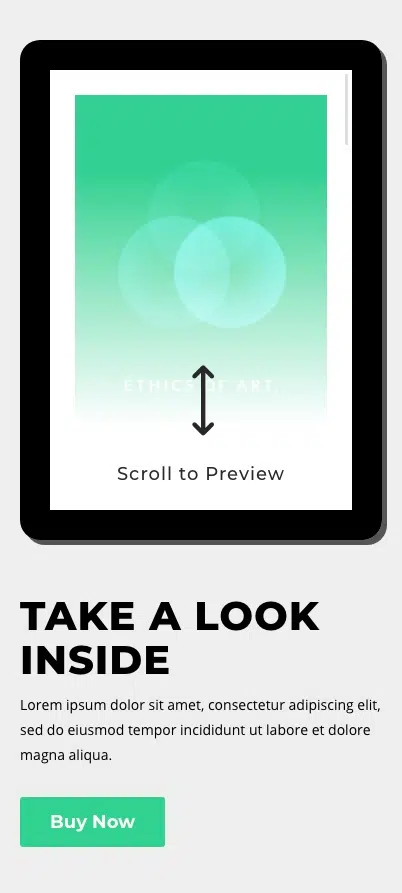 ETHICS OF ART
Scroll to Preview
TAKE A LOOK
INSIDE
Lorem ipsum dolor sit amet, consectetur adipiscing elit,
sed do eiusmod tempor incididunt ut labore et dolore
magna aliqua.
Buy Now